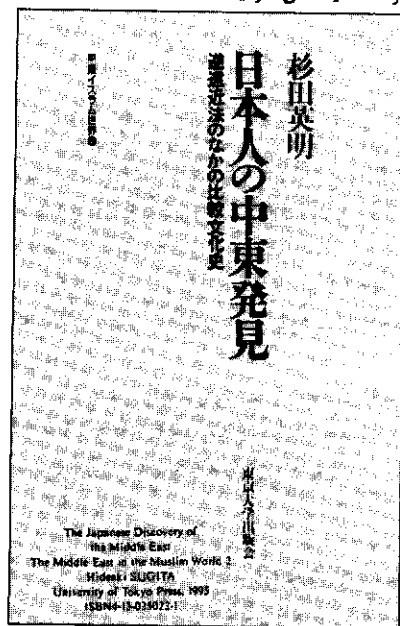 杉田英明
日本人の中東発見
逆遠近法のなかの比較文化史
中東イスラム世界②
東京大学出版会
The Japanese Discovery of
the Middle East
The Middle East in the Muslim World 2
Hideaki SUGITA
University of Tokyo Press, 1995
ISBN4-13-025022-1